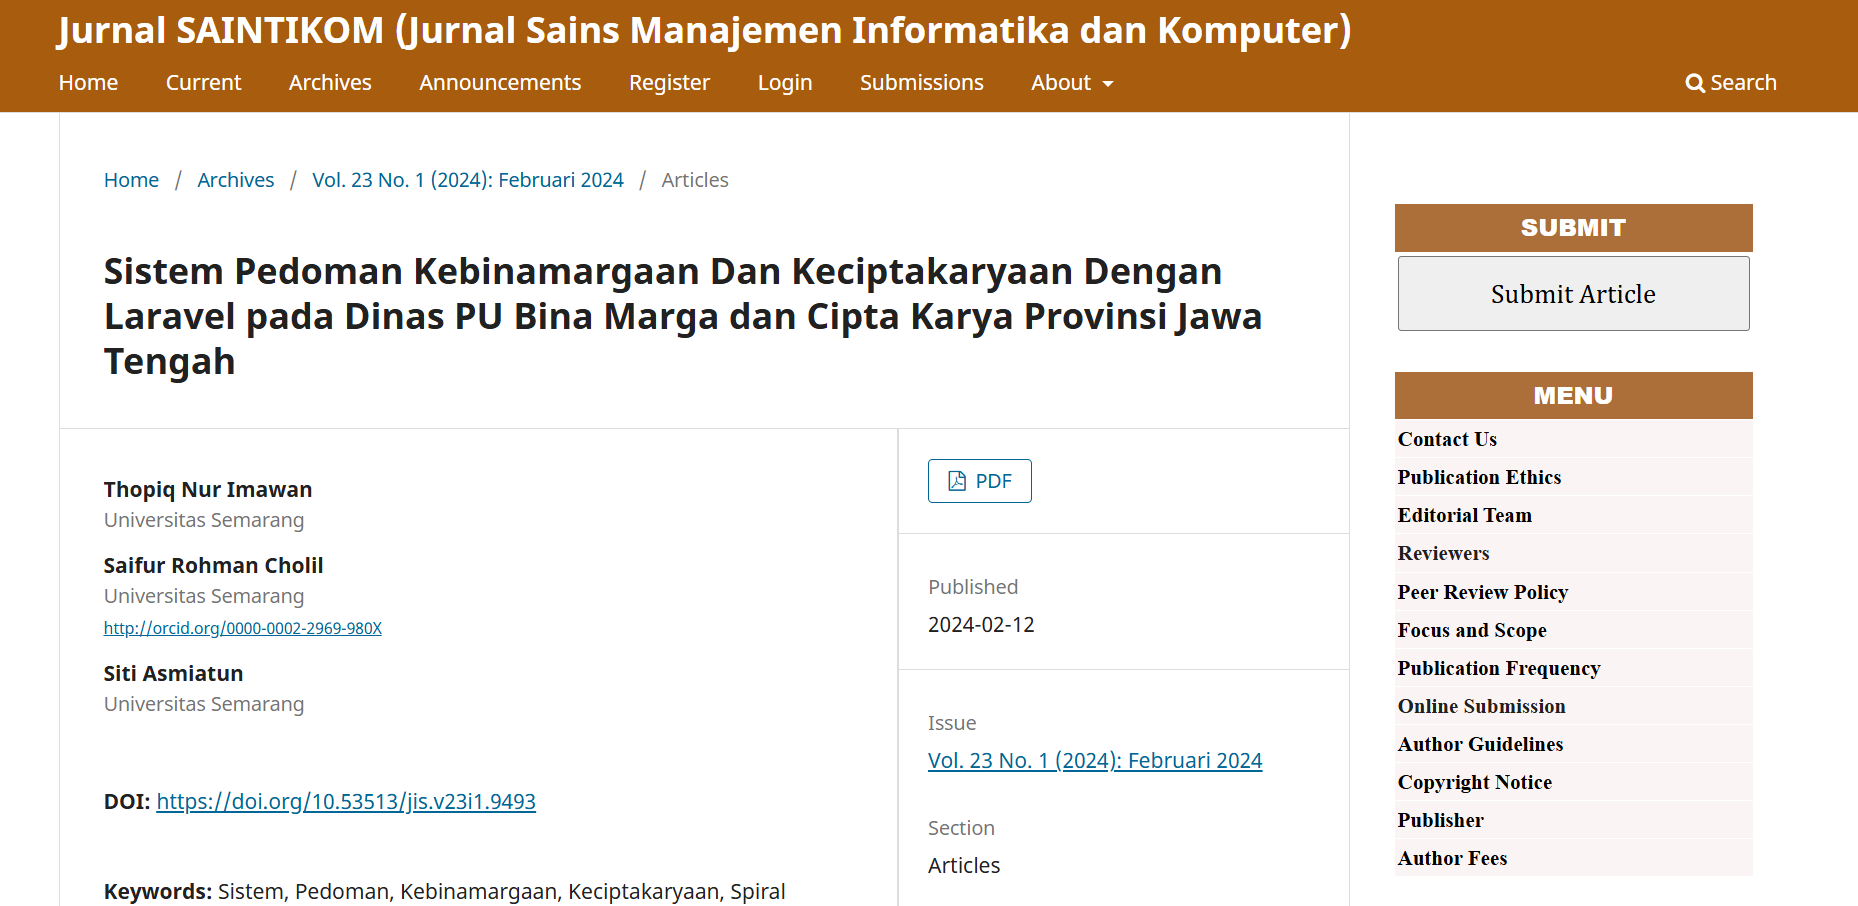 Jurnal SAINTIKOM (Jurnal Sains Manajemen Informatika dan Komputer)
Home Current Archives Announcements Register Login Submissions About Search
Home / Archives / Vol. 23 No. 1 (2024): Februari 2024 / Articles
Sistem Pedoman Kebinamargaan Dan Keciptakaryaan Dengan
Laravel pada Dinas PU Bina Marga dan Cipta Karya Provinsi Jawa
Tengah
Thopiq Nur Imawan
Universitas Semarang
Saifur Rohman Cholil
Universitas Semarang
http://orcid.org/0000-0002-2969-980X
Siti Asmiatun
Universitas Semarang
DOI: https://doi.org/10.53513/jis.v23i1.9493
Keywords: Sistem, Pedoman, Kebinamargaan, Keciptakaryaan, Spiral
PDF
Published
2024-02-12
Issue
Vol. 23 No. 1 (2024): Februari 2024
Section
Articles
SUBMIT
Submit Article
MENU
Contact Us
Publication Ethics
Editorial Team
Reviewers
Peer Review Policy
Focus and Scope
Publication Frequency
Online Submission
Author Guidelines
Copyright Notice
Publisher
Author Fees